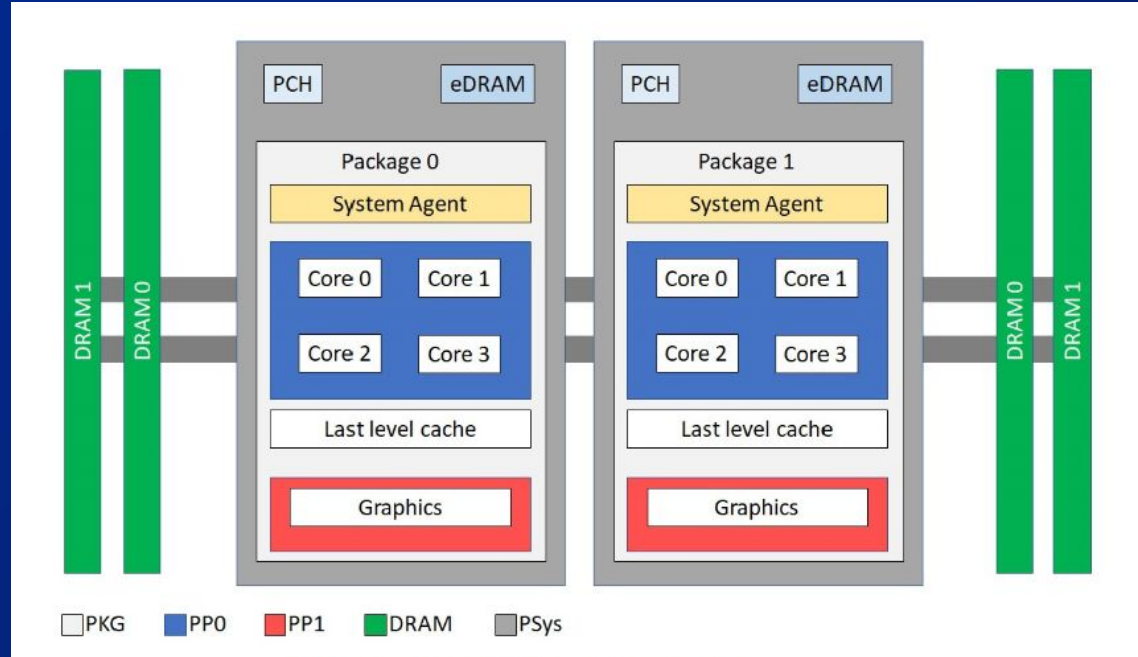 PCH
eDRAM
PCH
eDRAM
Package 0
Package 1
System Agent
System Agent
Core 0
Core 1
Core 0
Core 1
DRAM 1
DRAM 0
DRAM 0
DRAM 1
Core 2
Core 3
Core 2
Core 3
Last level cache
Last level cache
Graphics
Graphics
PKG
PP0
PP1
DRAM
PSys